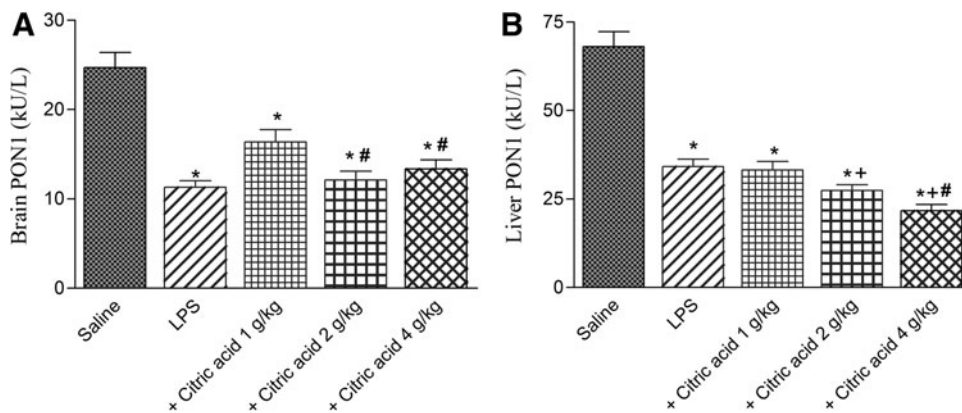 A
Brain PON1 (kU/L)
30
20
10
0
*
*
* #
* #
Saline
LPS
+ Citric acid 1 g/kg
+ Citric acid 2 g/kg
+ Citric acid 4 g/kg
B
Liver PON1 (kU/L)
75
50
25
0
*
*
*+
*+#
Saline
LPS
+ Citric acid 1 g/kg
+ Citric acid 2 g/kg
+ Citric acid 4 g/kg